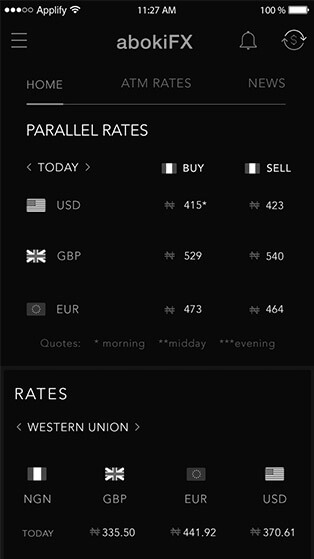 Applify 11:27 AM 100 %
abokiFX
HOME ATM RATES NEWS
PARALLEL RATES
< TODAY > BUY SELL
USD ₦ 415* ₦ 423
GBP ₦ 529 ₦ 540
EUR ₦ 473 ₦ 464
Quotes: * morning **midday ***evening
RATES
< WESTERN UNION >
NGN GBP EUR USD
TODAY ₦ 335.50 ₦ 441.92 ₦ 370.61